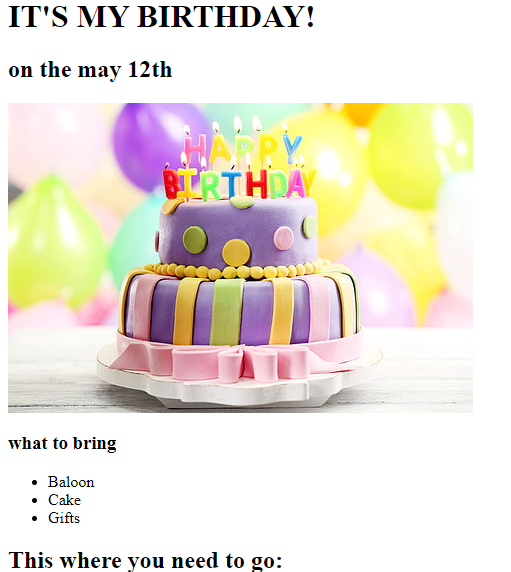 IT'S MY BIRTHDAY!
on the may 12th
HAPPY
BIRTHDAY
what to bring
Baloon
Cake
Gifts
This where you need to go: